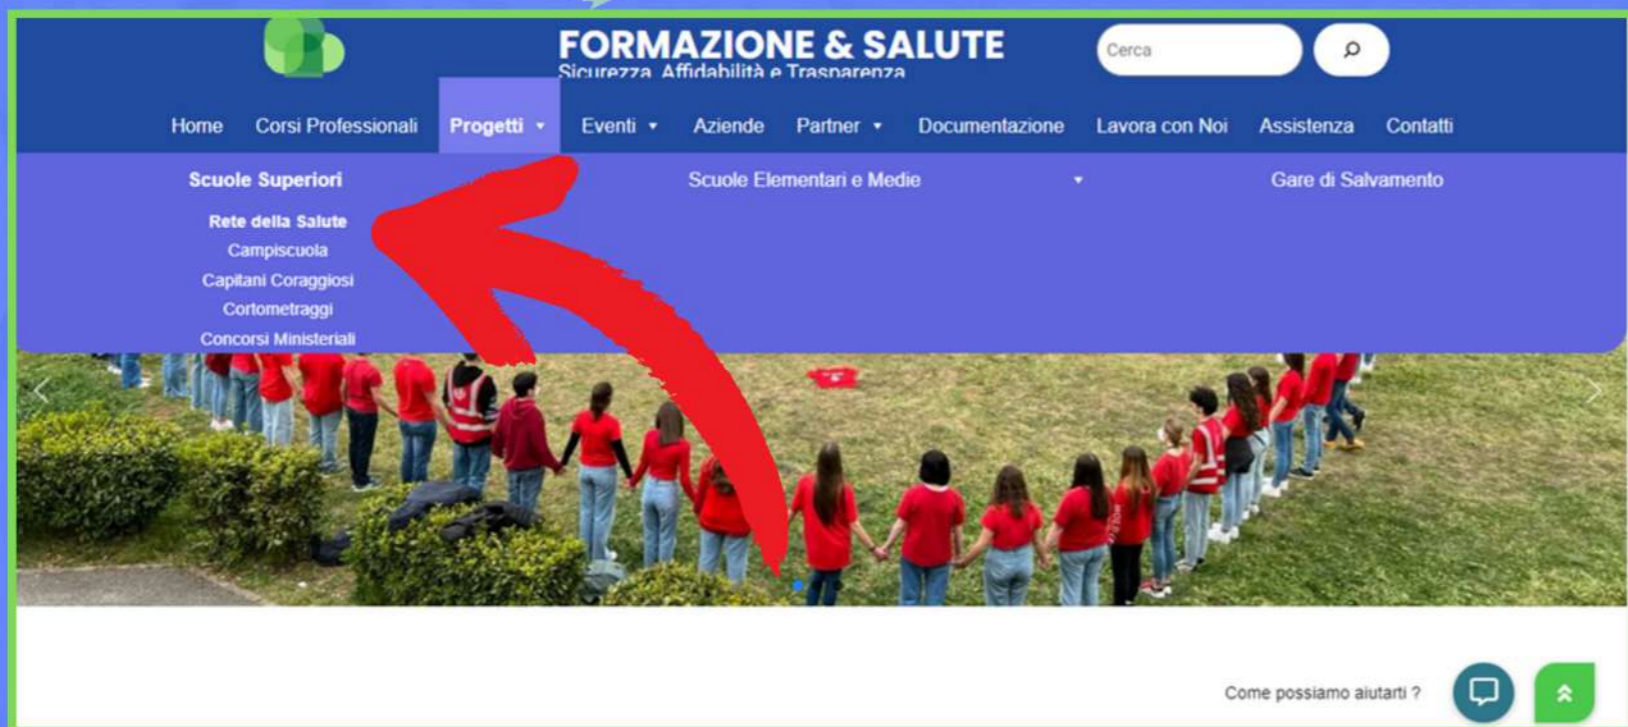 FORMAZIONE & SALUTE
Sicurezza Affidabilità e Trasparenza
Cerca
Home Corsi Professionali Progetti Eventi Aziende Partner Documentazione Lavora con Noi Assistenza Contatti
Scuole Superiori Scuole Elementari e Medie Gare di Salvamento
Rete della Salute
Campiscuola
Capitani Coraggiosi
Cortometraggi
Concorsi Ministeriali
Come possiamo aiutarti ?